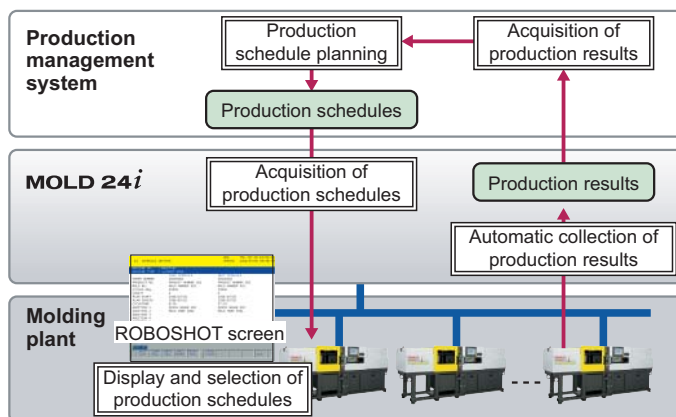 Production
management
system
Production
schedule planning
Acquisition of
production results
Production schedules
MOLD 24i
Acquisition of
production schedules
Production results
Automatic collection of
production results
Molding
plant
ROBOSHOT screen
Display and selection of
production schedules